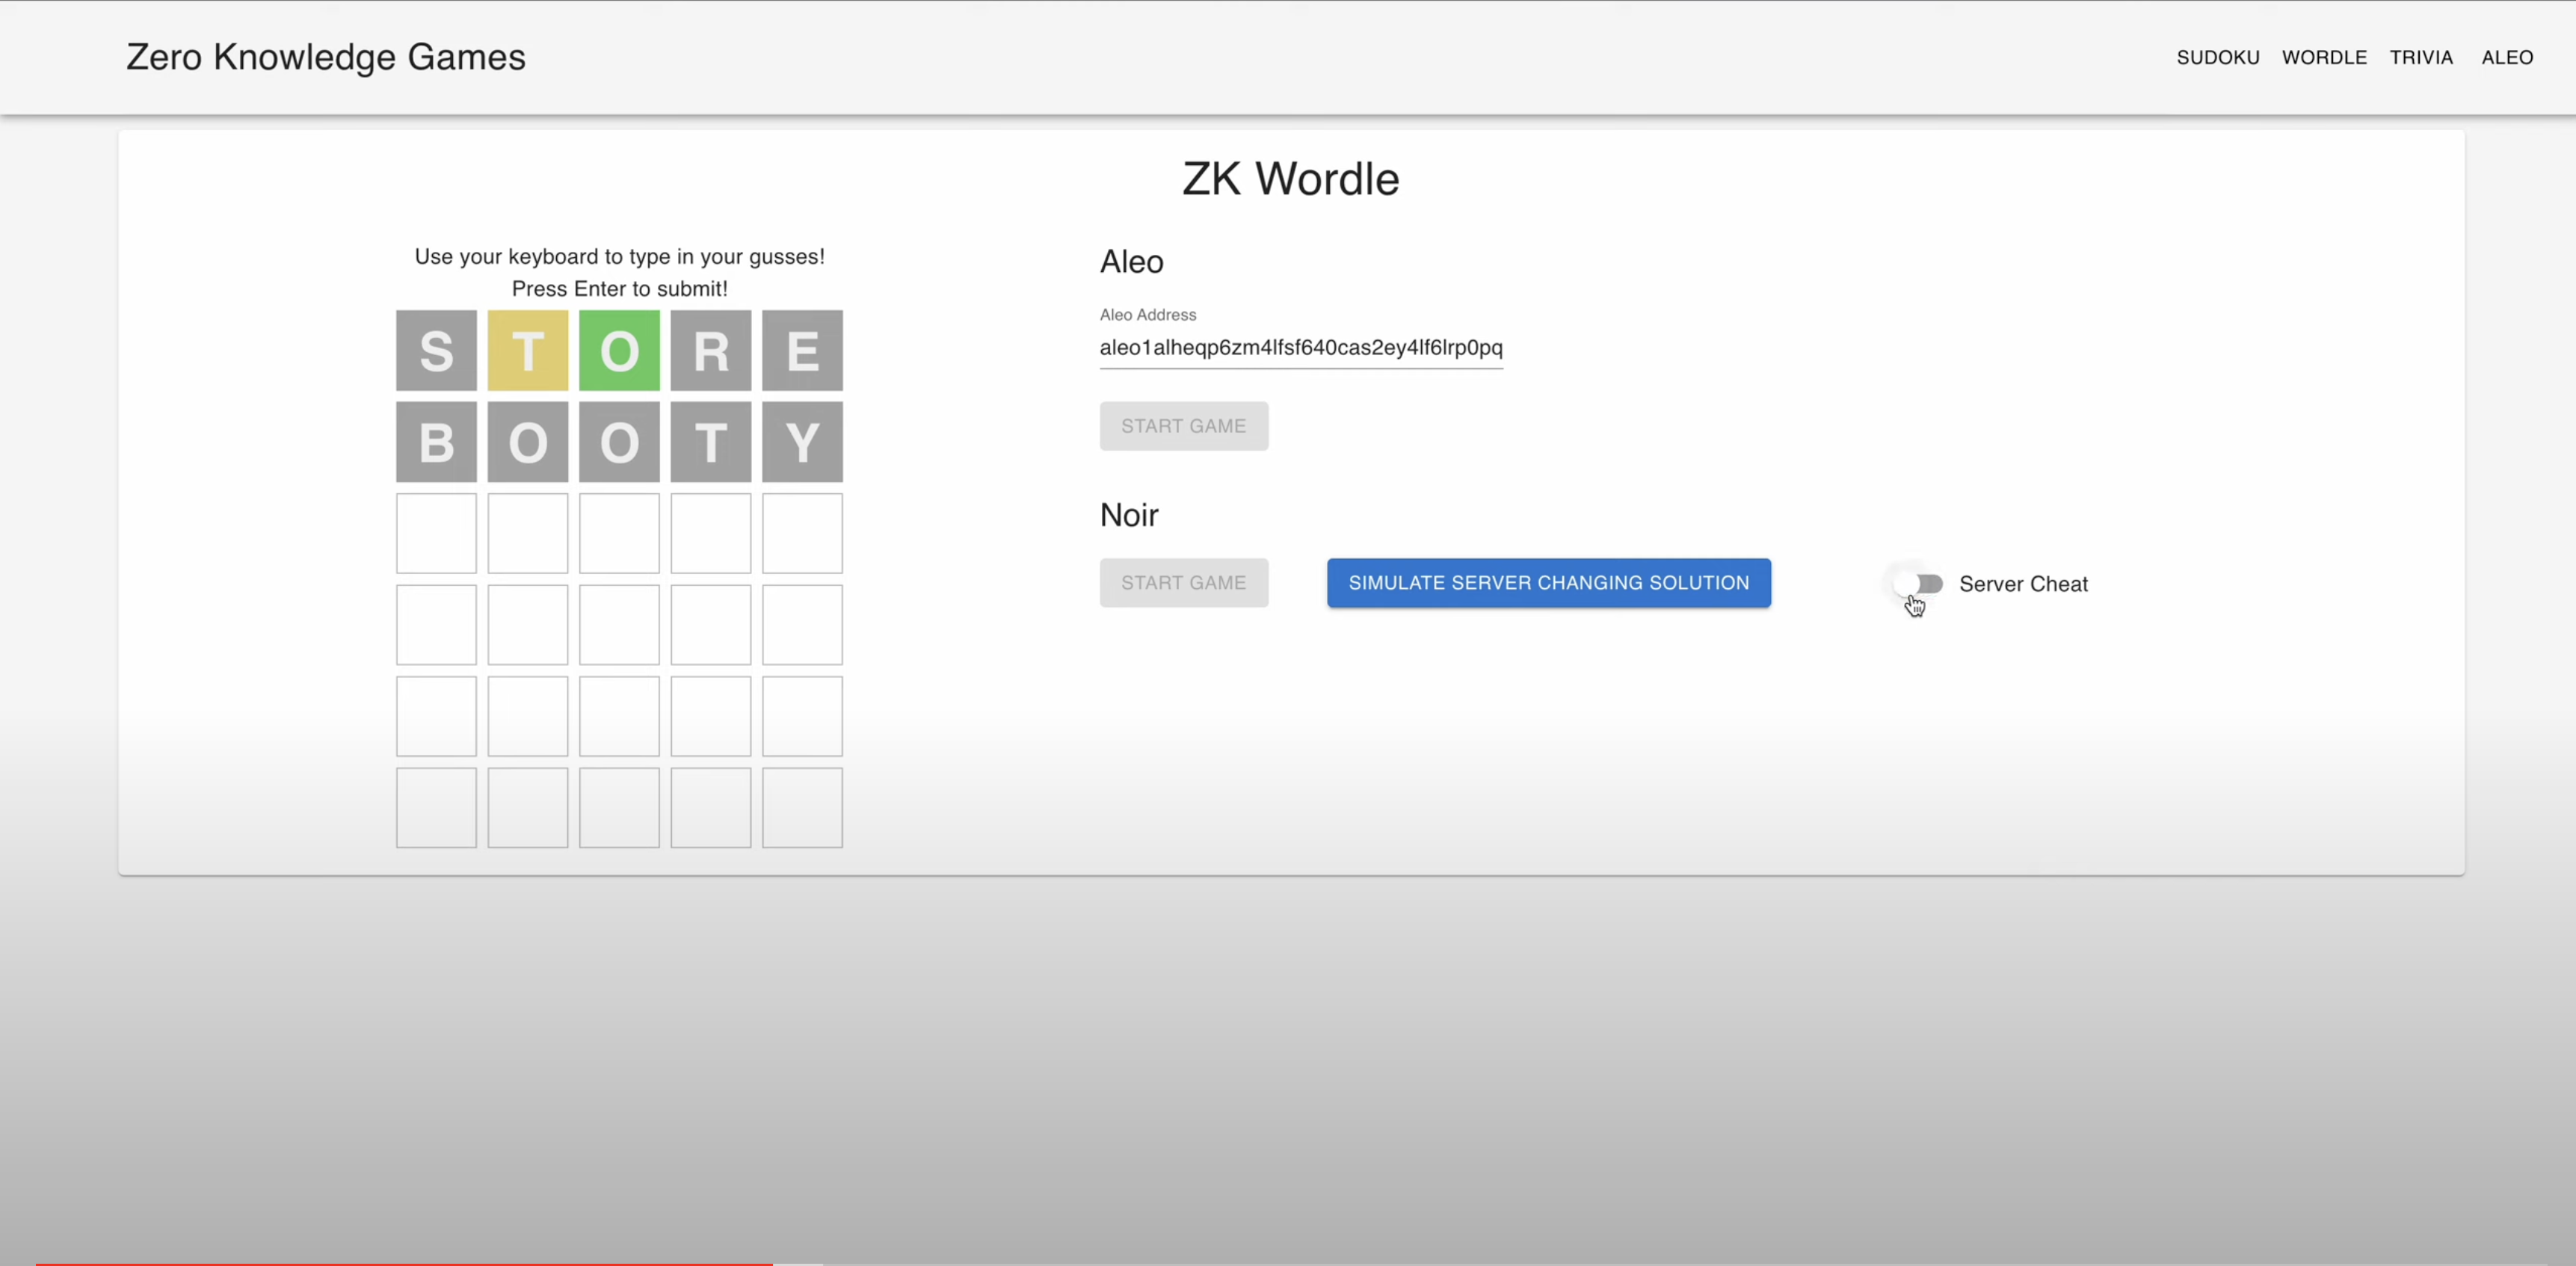 Zero Knowledge Games
SUDOKU WORDLE TRIVIA ALEO
ZK Wordle
Use your keyboard to type in your gusses!
Press Enter to submit!
S T O R E
B O O T Y
Aleo
Aleo Address
aleo1alheqp6zm4lfsf640cas2ey4lf6lrp0pq
START GAME
Noir
START GAME
SIMULATE SERVER CHANGING SOLUTION
Server Cheat